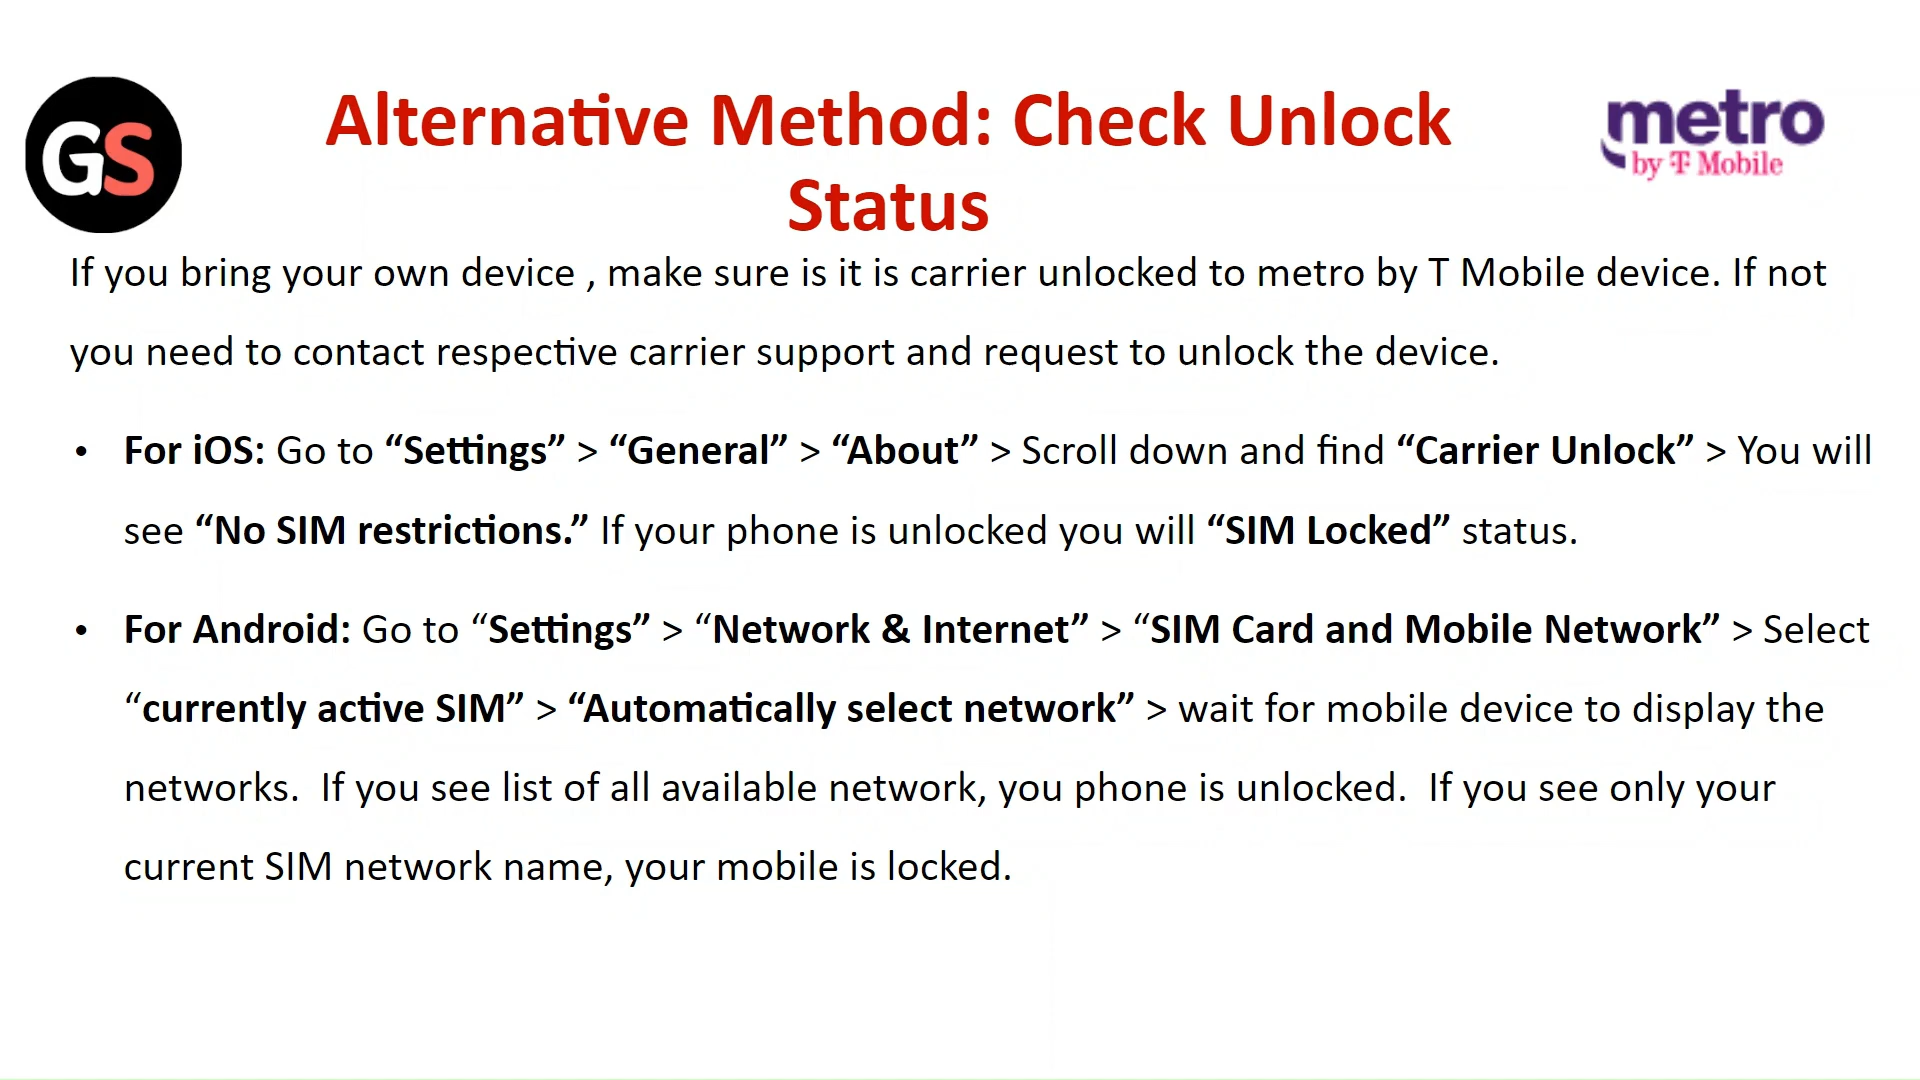 GS
Alternative Method: Check Unlock
Status
metro
by T Mobile
If you bring your own device , make sure is it is carrier unlocked to metro by T Mobile device. If not
you need to contact respective carrier support and request to unlock the device.
• For iOS: Go to “Settings” > “General” > “About” > Scroll down and find “Carrier Unlock” > You will
see “No SIM restrictions.” If your phone is unlocked you will “SIM Locked” status.
• For Android: Go to “Settings” > “Network & Internet” > “SIM Card and Mobile Network” > Select
“currently active SIM” > “Automatically select network” > wait for mobile device to display the
networks.  If you see list of all available network, you phone is unlocked.  If you see only your
current SIM network name, your mobile is locked.